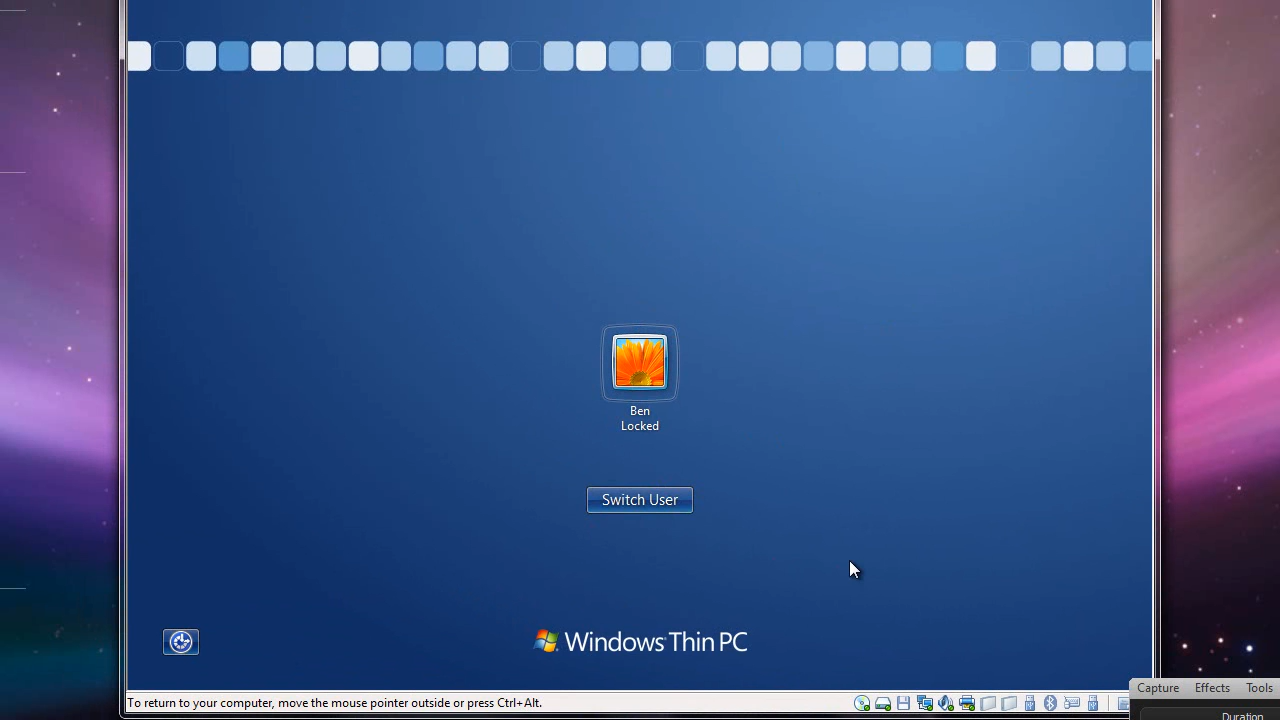 Ben
Locked
Switch User
Windows Thin PC
To return to your computer, move the mouse pointer outside or press Ctrl+Alt.
Capture Effects Tools
Duration